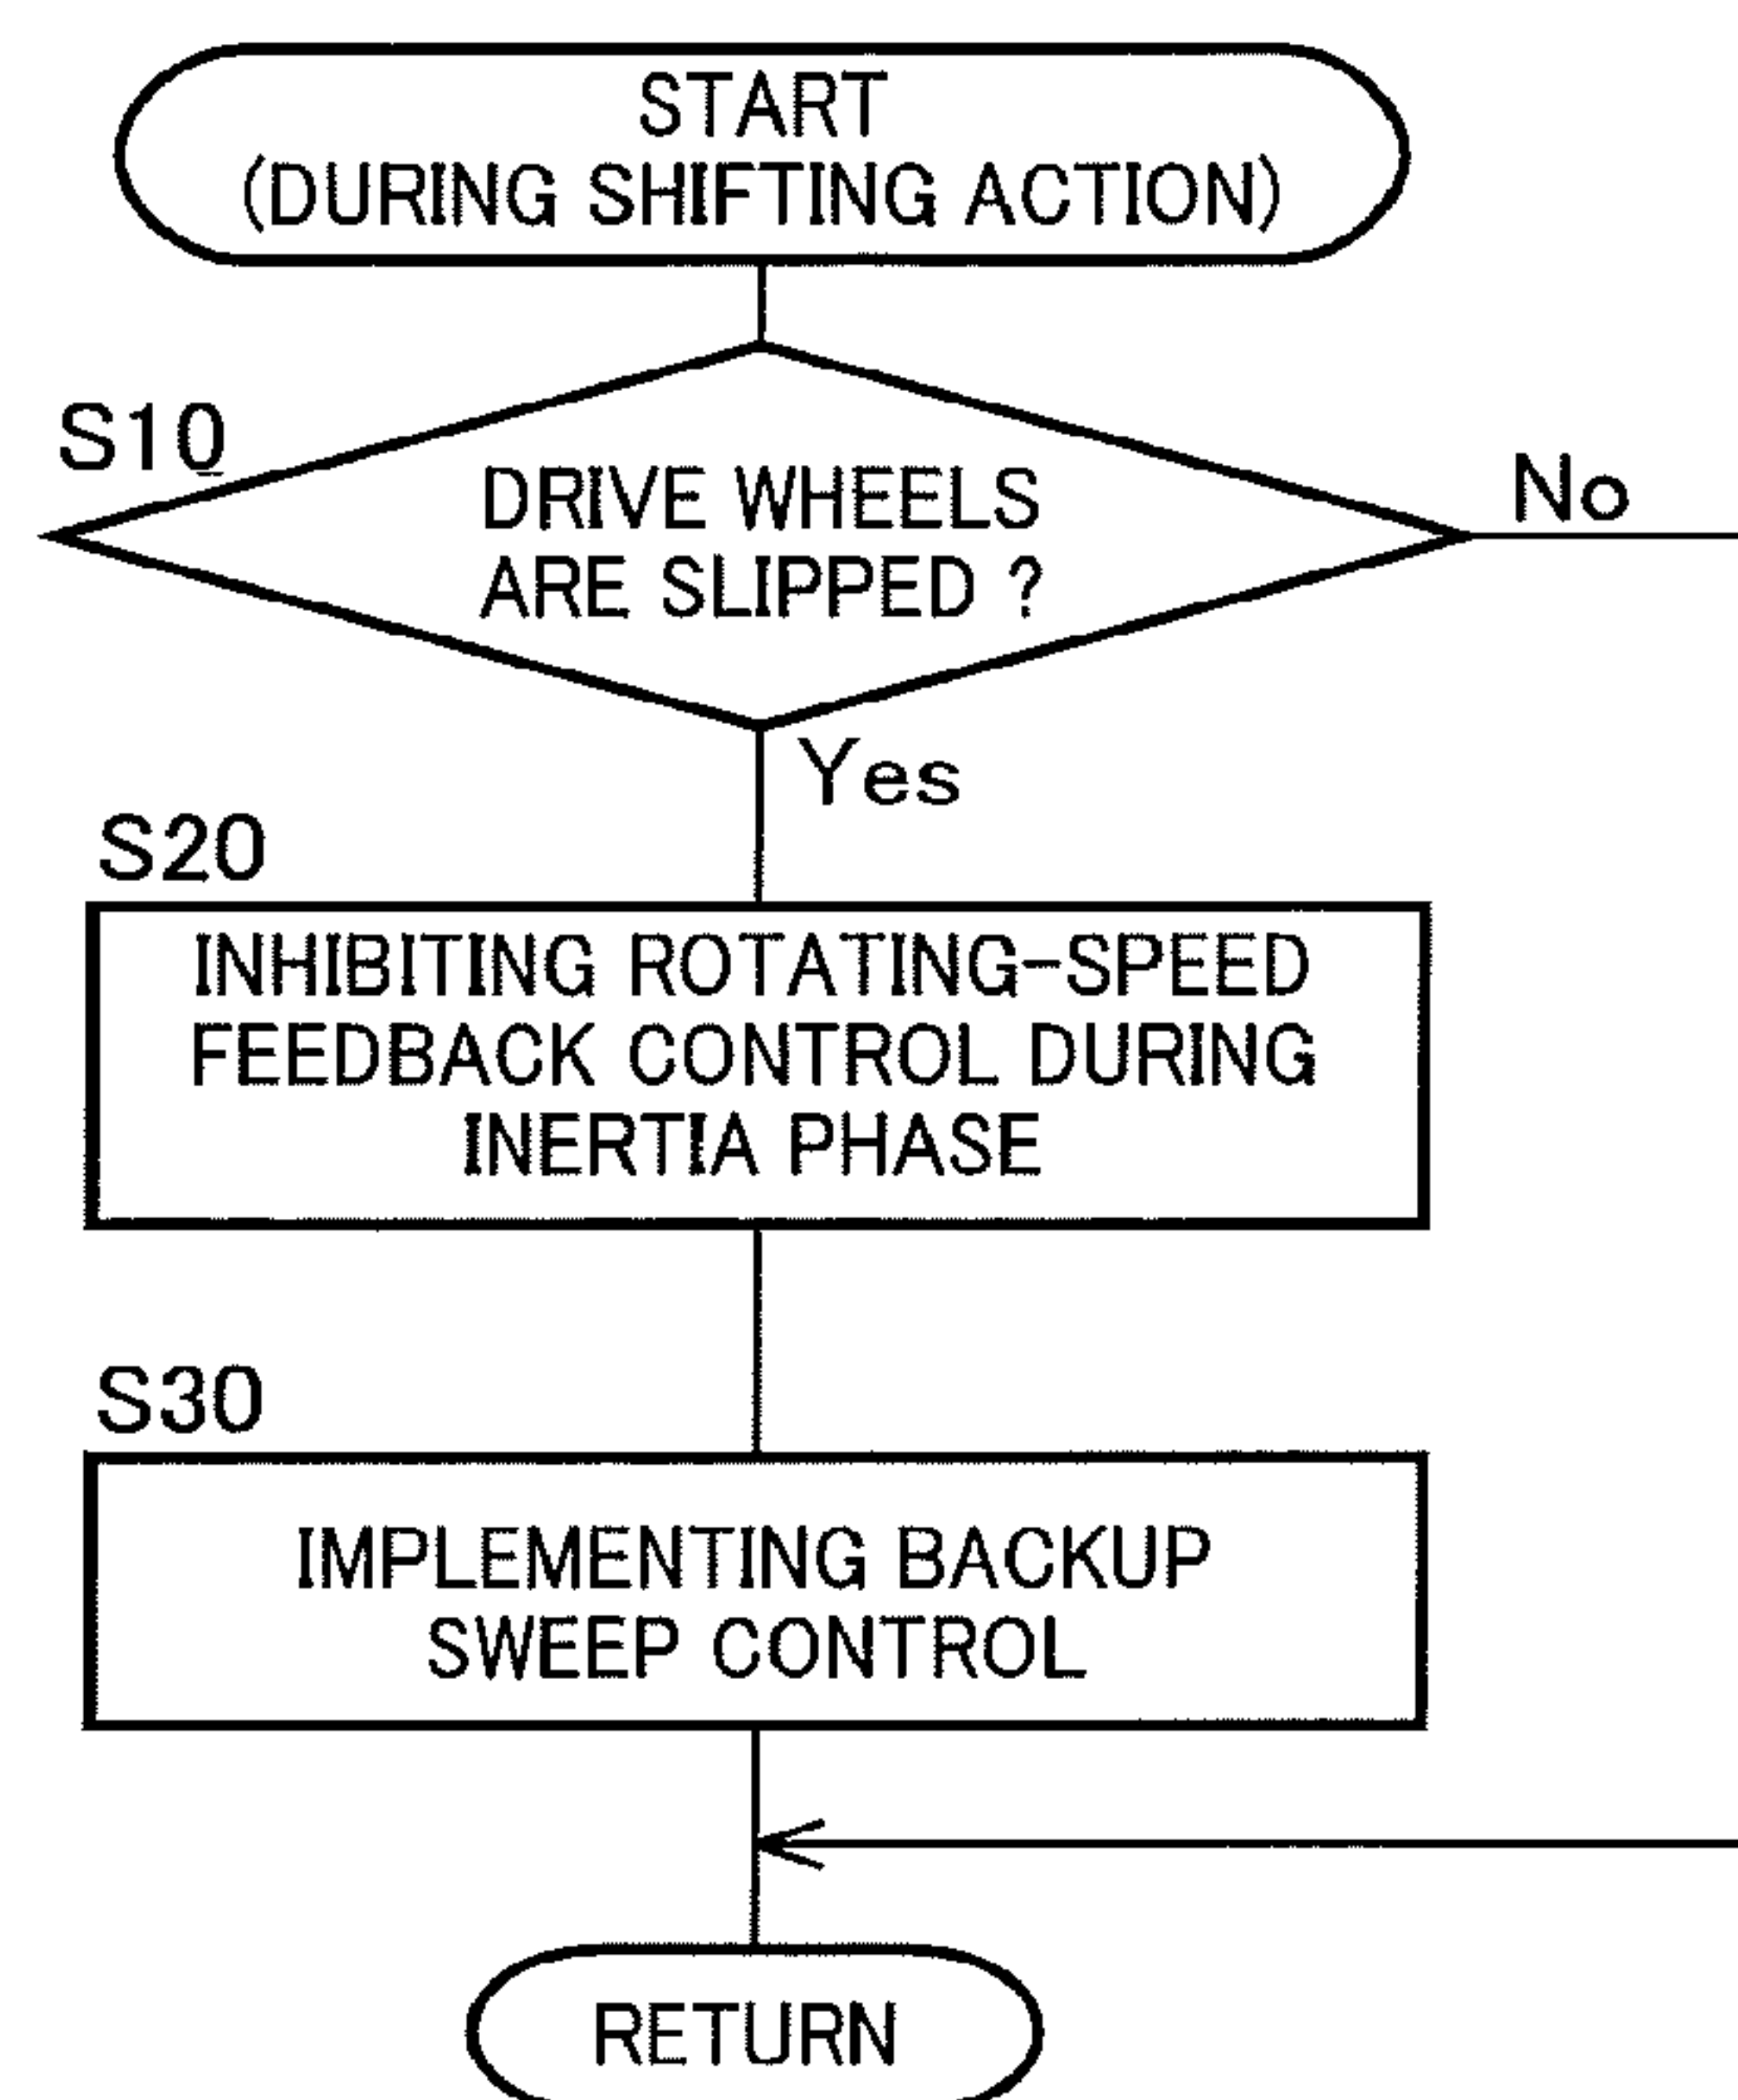 START
(DURING SHIFTING ACTION)
S10
DRIVE WHEELS
ARE SLIPPED ?
No
Yes
S20
INHIBITING ROTATING-SPEED
FEEDBACK CONTROL DURING
INERTIA PHASE
S30
IMPLEMENTING BACKUP
SWEEP CONTROL
RETURN